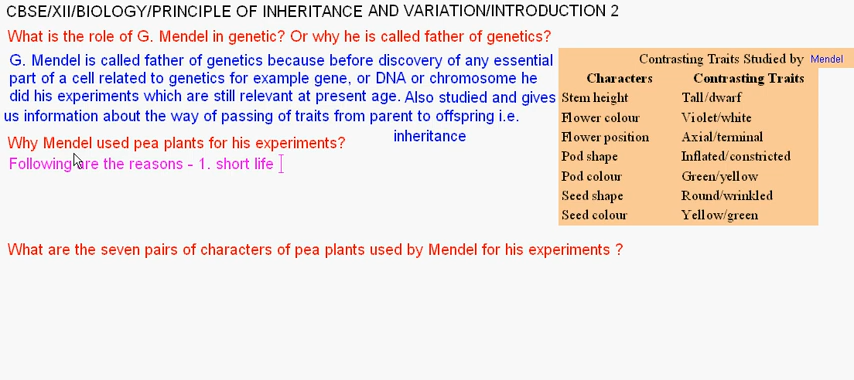 CBSE/XII/BIOLOGY/PRINCIPLE OF INHERITANCE AND VARIATION/INTRODUCTION 2
What is the role of G. Mendel in genetic? Or why he is called father of genetics?
G. Mendel is called father of genetics because before discovery of any essential
part of a cell related to genetics for example gene, or DNA or chromosome he
did his experiments which are still relevant at present age. Also studied and gives
us information about the way of passing of traits from parent to offspring i.e.
inheritance
Why Mendel used pea plants for his experiments?
Following are the reasons - 1. short life
What are the seven pairs of characters of pea plants used by Mendel for his experiments ?
Contrasting Traits Studied by Mendel
Characters Contrasting Traits
Stem height Tall/dwarf
Flower colour Violet/white
Flower position Axial/terminal
Pod shape Inflated/constricted
Pod colour Green/yellow
Seed shape Round/wrinkled
Seed colour Yellow/green